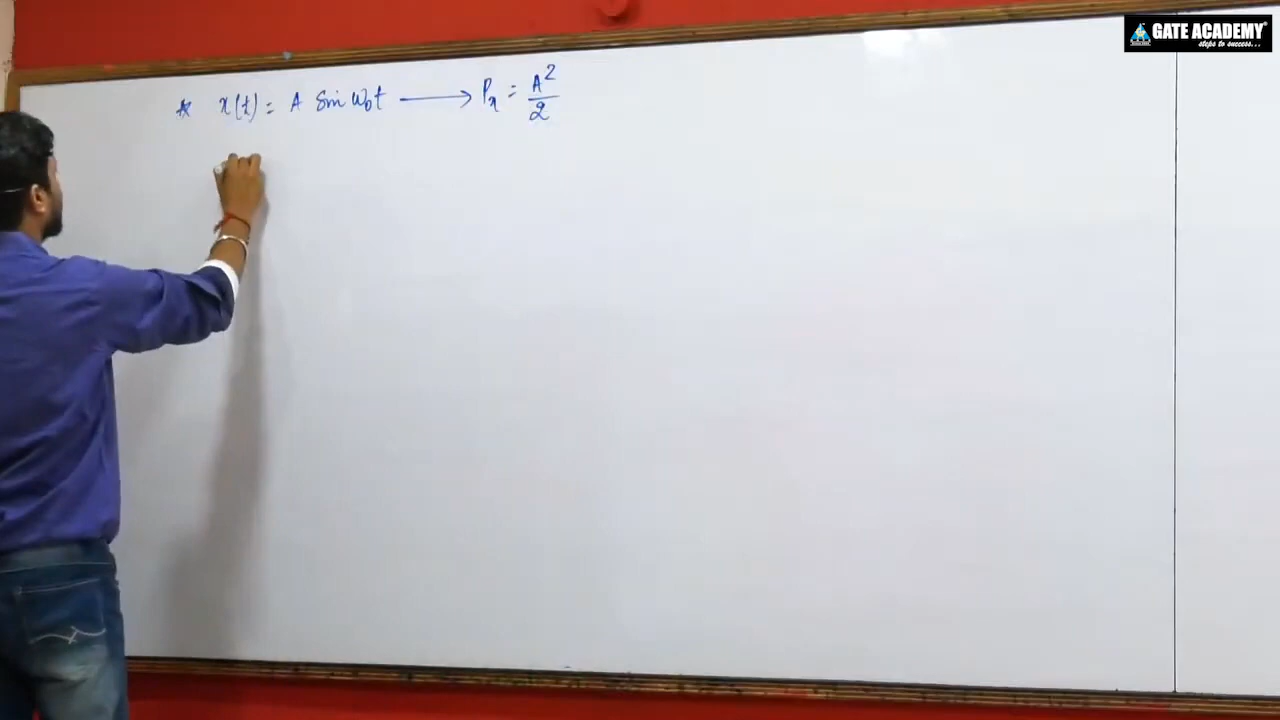 * x(t) = A Sin ω₀t ⟶ Pₓ = A²/2
GATE ACADEMY®
steps to success...